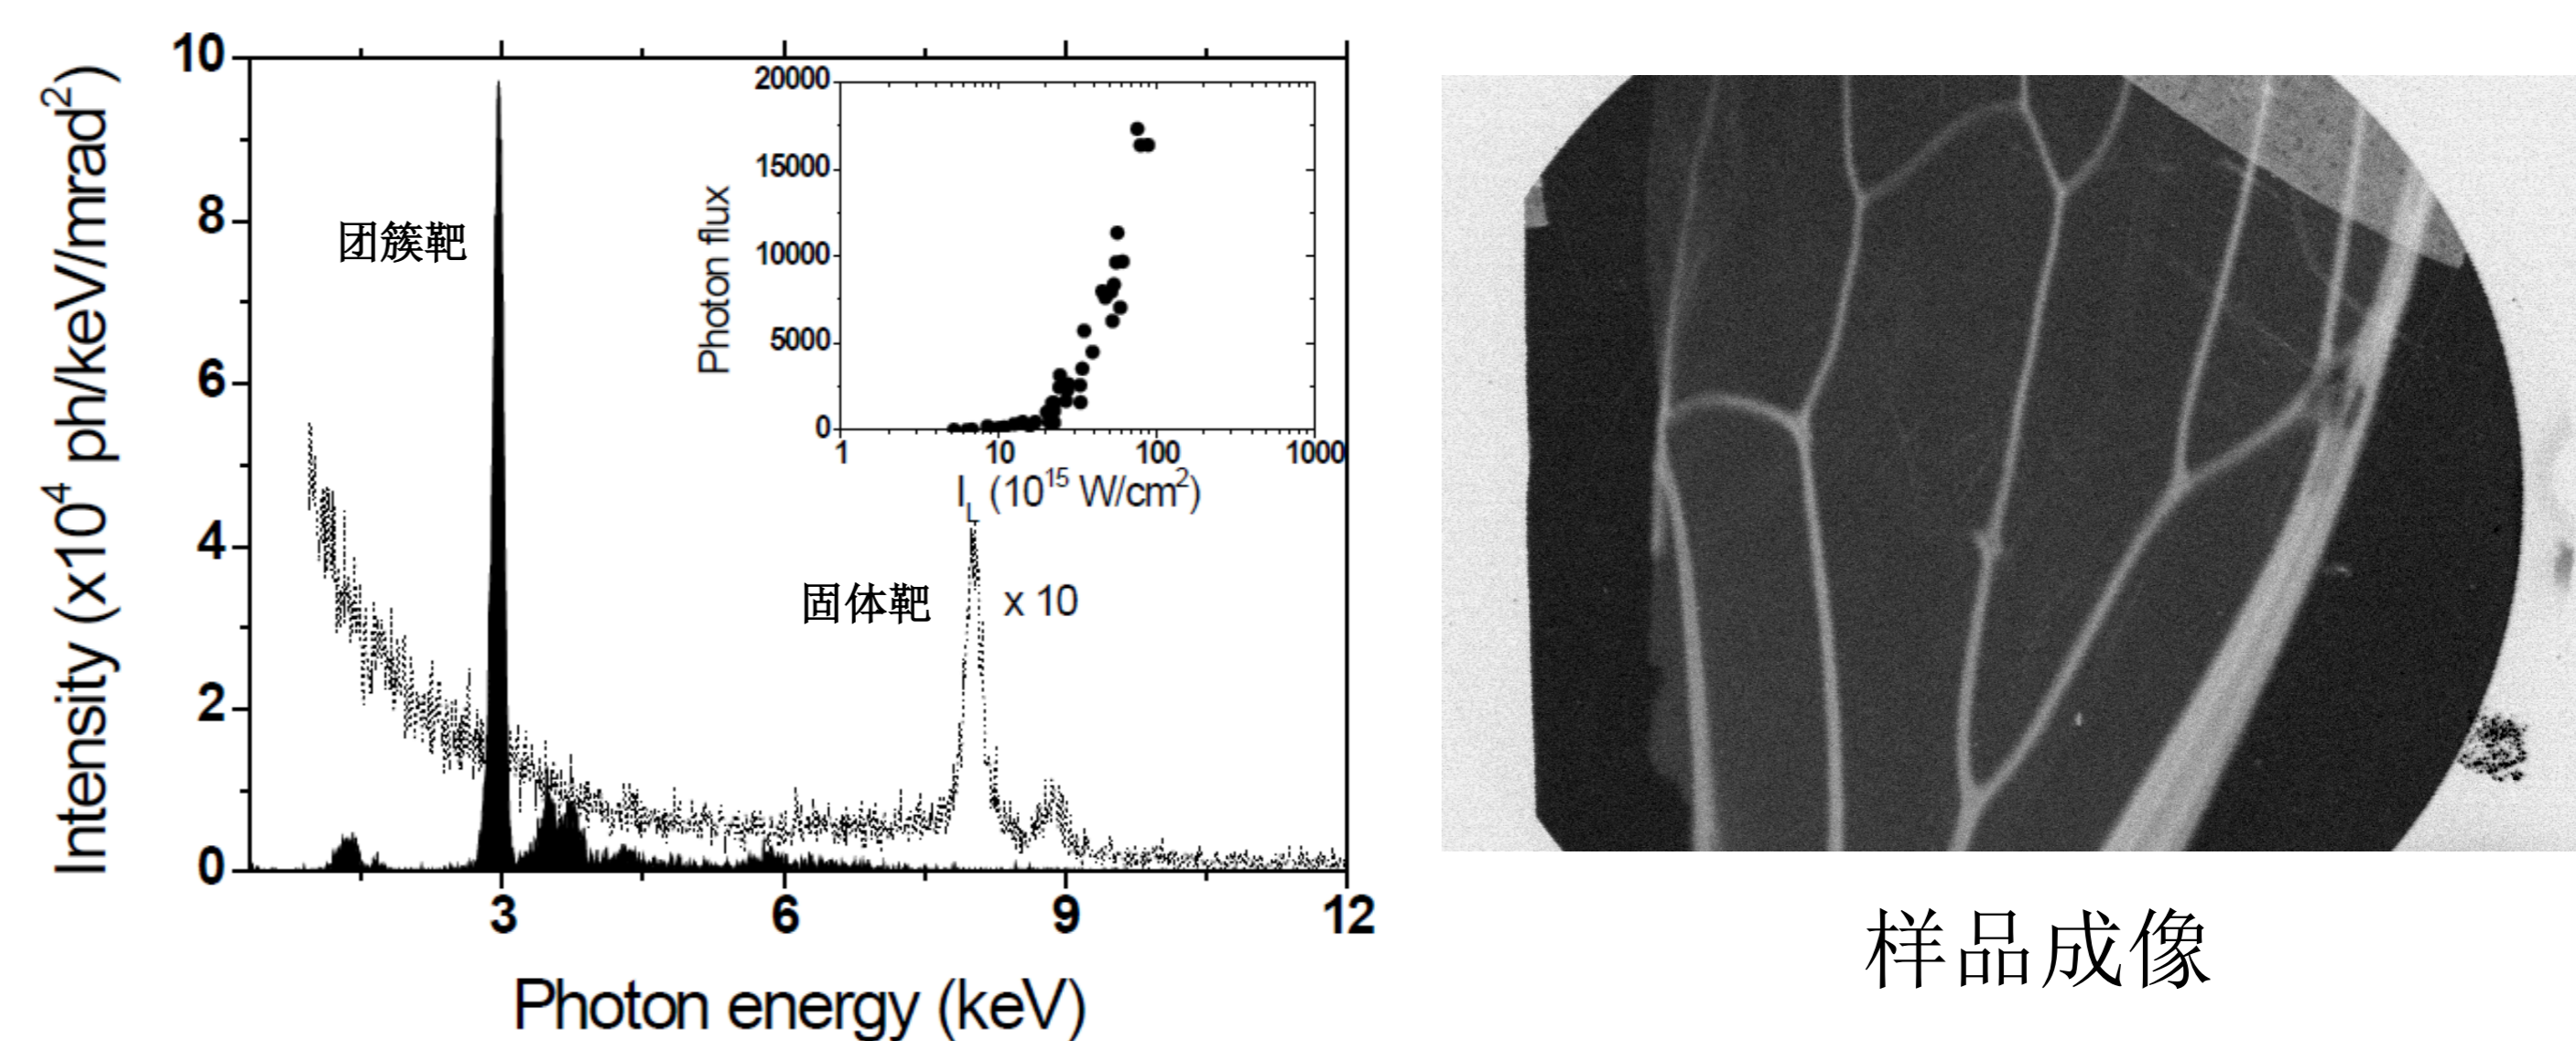 Intensity (x10⁴ ph/keV/mrad²)
10
8
6
4
2
0
3
6
9
12
Photon energy (keV)
团簇靶
固体靶
x 10
Photon flux
20000
15000
10000
5000
0
1
10
100
1000
I_L (10¹⁵ W/cm²)
样品成像